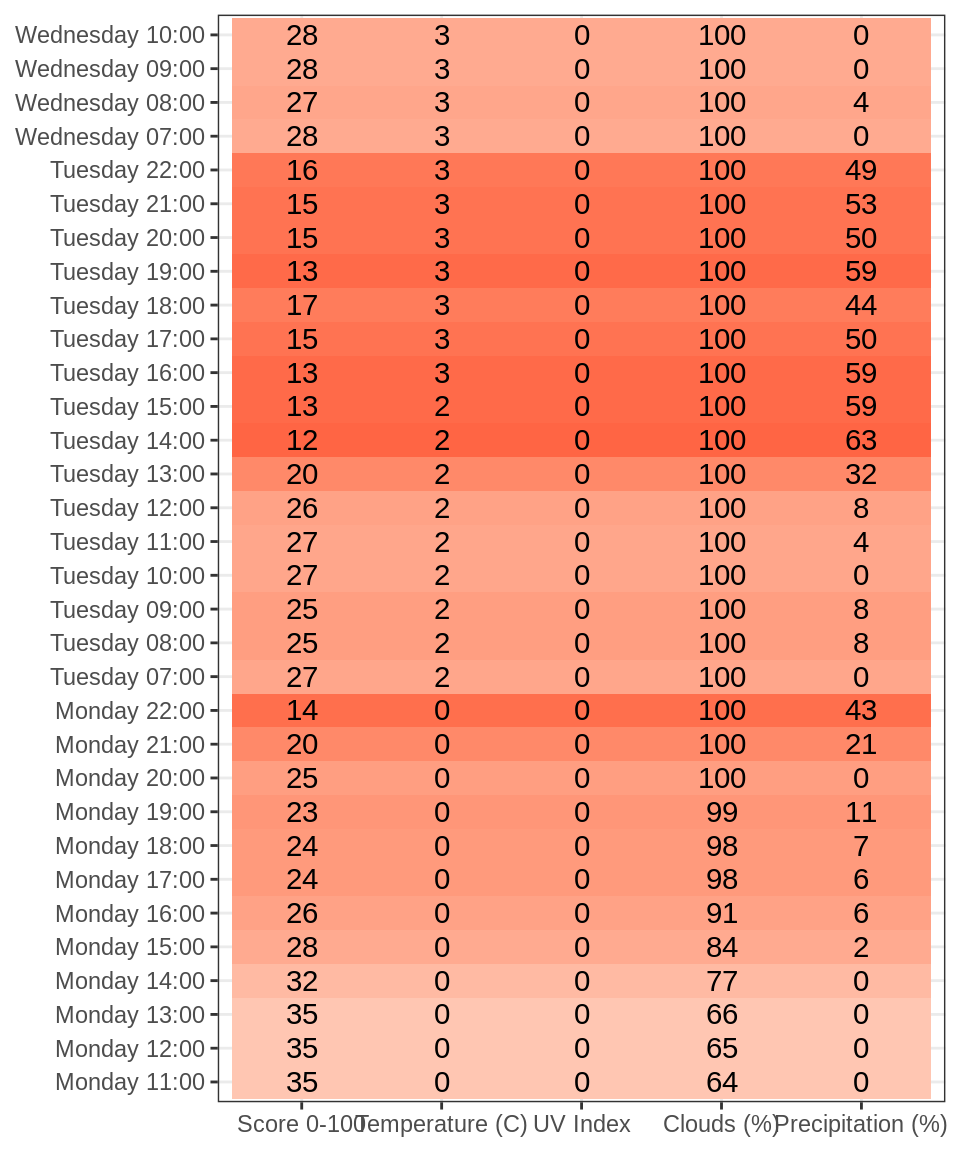 Wednesday 10:00 28 3 0 100 0
Wednesday 09:00 28 3 0 100 0
Wednesday 08:00 27 3 0 100 4
Wednesday 07:00 28 3 0 100 0
Tuesday 22:00 16 3 0 100 49
Tuesday 21:00 15 3 0 100 53
Tuesday 20:00 15 3 0 100 50
Tuesday 19:00 13 3 0 100 59
Tuesday 18:00 17 3 0 100 44
Tuesday 17:00 15 3 0 100 50
Tuesday 16:00 13 3 0 100 59
Tuesday 15:00 13 2 0 100 59
Tuesday 14:00 12 2 0 100 63
Tuesday 13:00 20 2 0 100 32
Tuesday 12:00 26 2 0 100 8
Tuesday 11:00 27 2 0 100 4
Tuesday 10:00 27 2 0 100 0
Tuesday 09:00 25 2 0 100 8
Tuesday 08:00 25 2 0 100 8
Tuesday 07:00 27 2 0 100 0
Monday 22:00 14 0 0 100 43
Monday 21:00 20 0 0 100 21
Monday 20:00 25 0 0 100 0
Monday 19:00 23 0 0 99 11
Monday 18:00 24 0 0 98 7
Monday 17:00 24 0 0 98 6
Monday 16:00 26 0 0 91 6
Monday 15:00 28 0 0 84 2
Monday 14:00 32 0 0 77 0
Monday 13:00 35 0 0 66 0
Monday 12:00 35 0 0 65 0
Monday 11:00 35 0 0 64 0
Score 0-100 Temperature (C) UV Index Clouds (%) Precipitation (%)